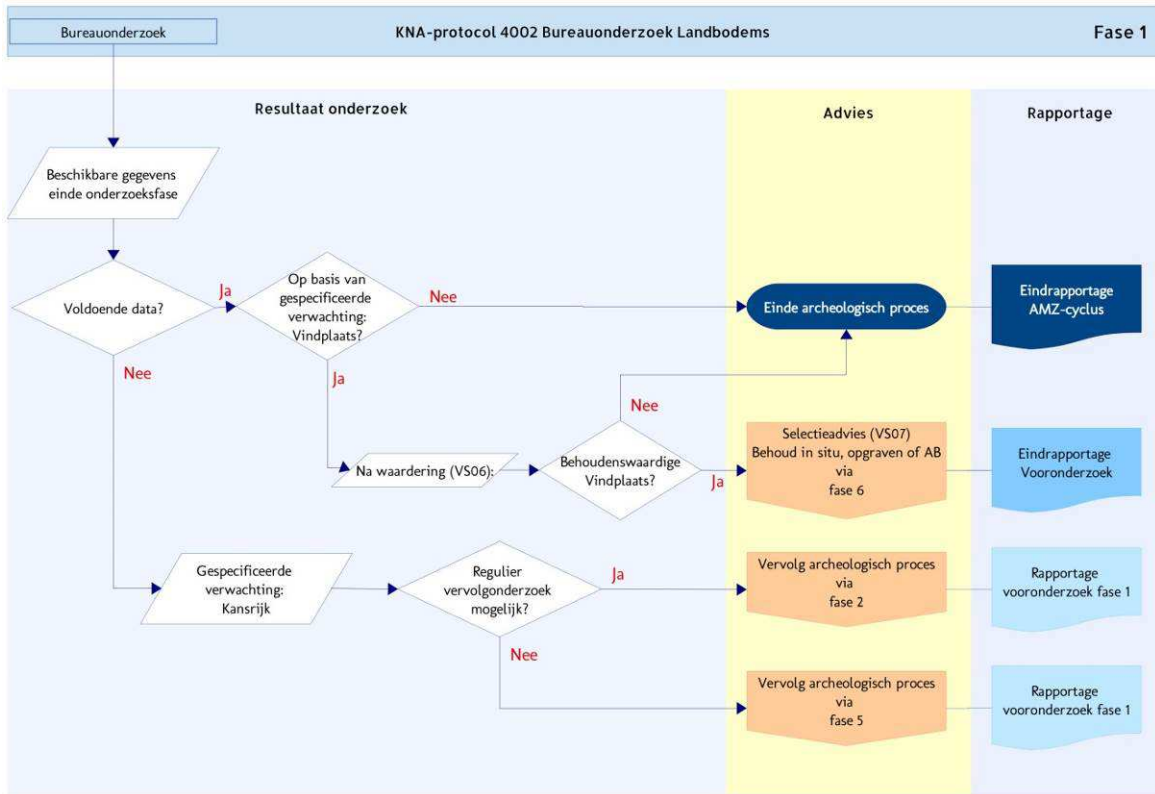 Bureauonderzoek
KNA-protocol 4002 Bureauonderzoek Landbodems
Fase 1
Resultaat onderzoek
Advies
Rapportage
Beschikbare gegevens
einde onderzoeksfase
Voldoende data?
Ja
Nee
Op basis van
gespecificeerde
verwachting:
Vindplaats?
Nee
Ja
Einde archeologisch proces
Eindrapportage
AMZ-cyclus
Na waardering (VS06):
Behoudenswaardige
Vindplaats?
Nee
Ja
Selectieadvies (VS07)
Behoud in situ, opgraven of AB
via
fase 6
Eindrapportage
Vooronderzoek
Gespecificeerde
verwachting:
Kansrijk
Regulier
vervolgonderzoek
mogelijk?
Ja
Nee
Vervolg archeologisch proces
via
fase 2
Rapportage
vooronderzoek fase 1
Vervolg archeologisch proces
via
fase 5
Rapportage
vooronderzoek fase 1